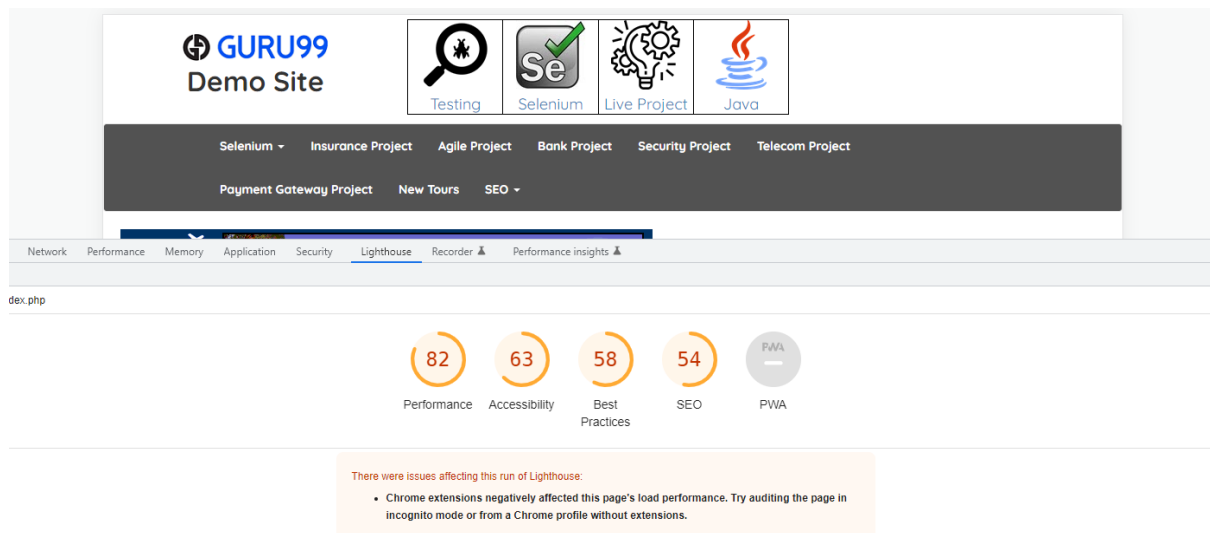 GURU99
Demo Site
Se
Testing
Selenium
Live Project
Java
Selenium
Insurance Project
Agile Project
Bank Project
Security Project
Telecom Project
Payment Gateway Project
New Tours
SEO
Network
Performance
Memory
Application
Security
Lighthouse
Recorder
Performance insights
dex.php
82
63
58
54
PWA
Performance
Accessibility
Best
Practices
SEO
PWA
There were issues affecting this run of Lighthouse:
• Chrome extensions negatively affected this page's load performance. Try auditing the page in
incognito mode or from a Chrome profile without extensions.